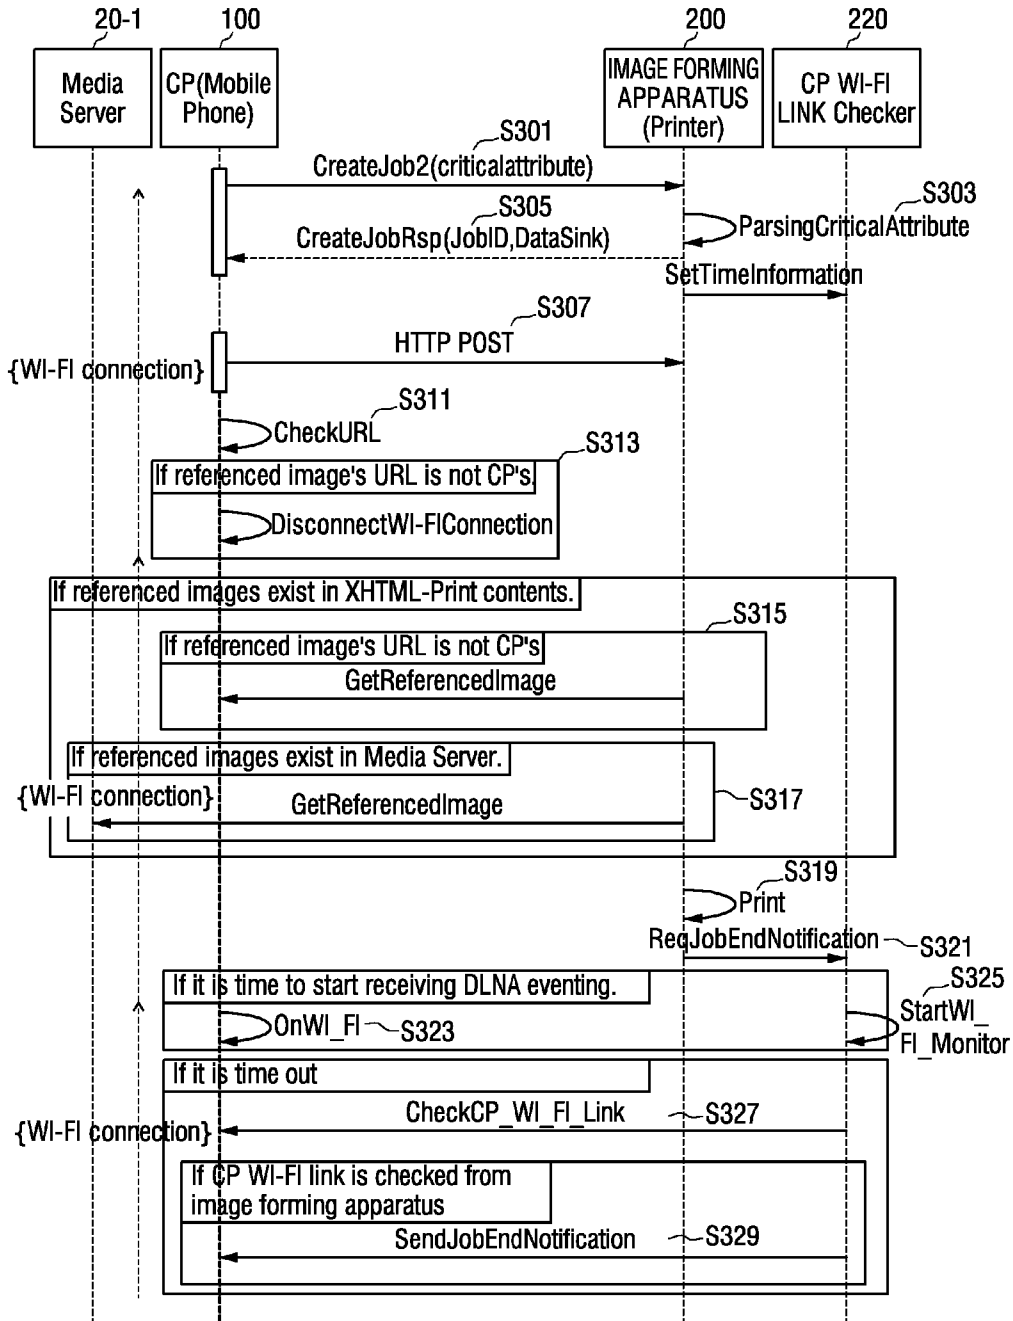 20-1
100
200
220
Media
Server
CP(Mobile
Phone)
IMAGE FORMING
APPARATUS
(Printer)
CP WI-FI
LINK Checker
S301
CreateJob2(criticalattribute)
S303
ParsingCriticalAttribute
S305
CreateJobRsp(JobID,DataSink)
SetTimeInformation
S307
HTTP POST
{WI-FI connection}
S311
CheckURL
S313
If referenced image's URL is not CP's.
DisconnectWI-FIConnection
If referenced images exist in XHTML-Print contents.
S315
If referenced image's URL is not CP's
GetReferencedImage
If referenced images exist in Media Server.
{WI-FI connection}
GetReferencedImage
S317
S319
Print
ReqJobEndNotification
S321
If it is time to start receiving DLNA eventing.
S325
OnWI_FI
S323
StartWI_
FI_Monitor
If it is time out
CheckCP_WI_FI_Link
S327
{WI-FI connection}
If CP WI-FI link is checked from
image forming apparatus
SendJobEndNotification
S329